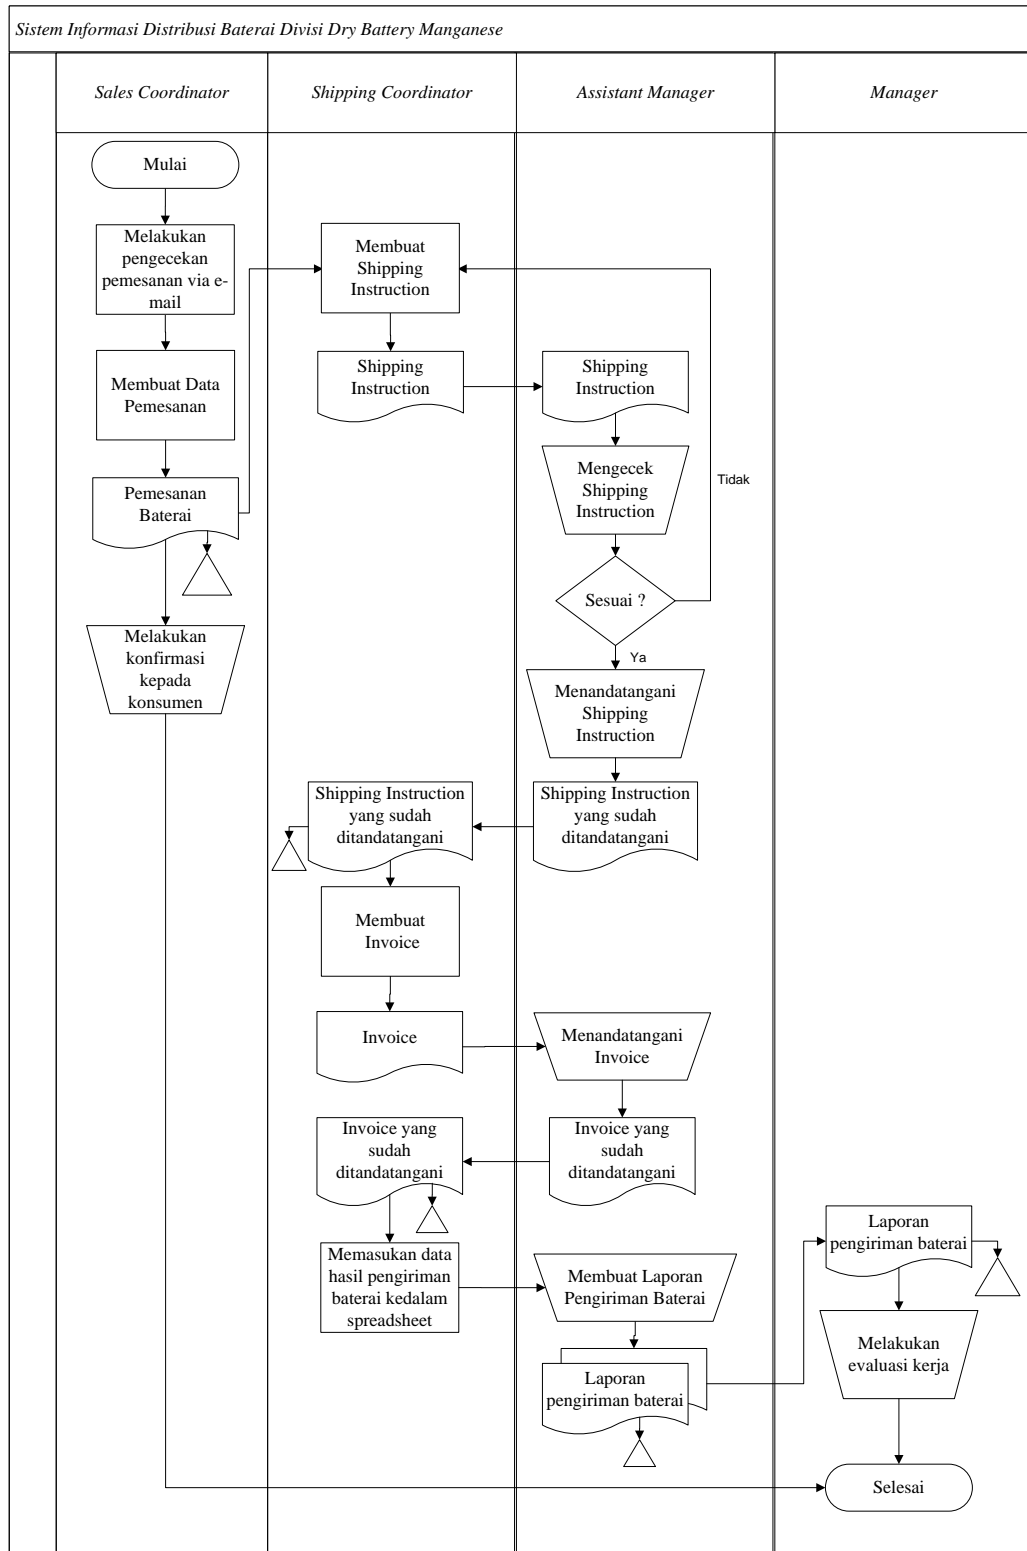 Sistem Informasi Distribusi Baterai Divisi Dry Battery Manganese
Sales Coordinator
Shipping Coordinator
Assistant Manager
Manager
Mulai
Melakukan
pengecekan
pemesanan via e-
mail
Membuat Data
Pemesanan
Pemesanan
Baterai
Melakukan
konfirmasi
kepada
konsumen
Membuat
Shipping
Instruction
Shipping
Instruction
Shipping
Instruction
Mengecek
Shipping
Instruction
Tidak
Sesuai ?
Ya
Menandatangani
Shipping
Instruction
Shipping Instruction
yang sudah
ditandatangani
Shipping Instruction
yang sudah
ditandatangani
Membuat
Invoice
Invoice
Menandatangani
Invoice
Invoice yang
sudah
ditandatangani
Invoice yang
sudah
ditandatangani
Memasukan data
hasil pengiriman
baterai kedalam
spreadsheet
Membuat Laporan
Pengiriman Baterai
Laporan
pengiriman baterai
Laporan
pengiriman baterai
Melakukan
evaluasi kerja
Selesai